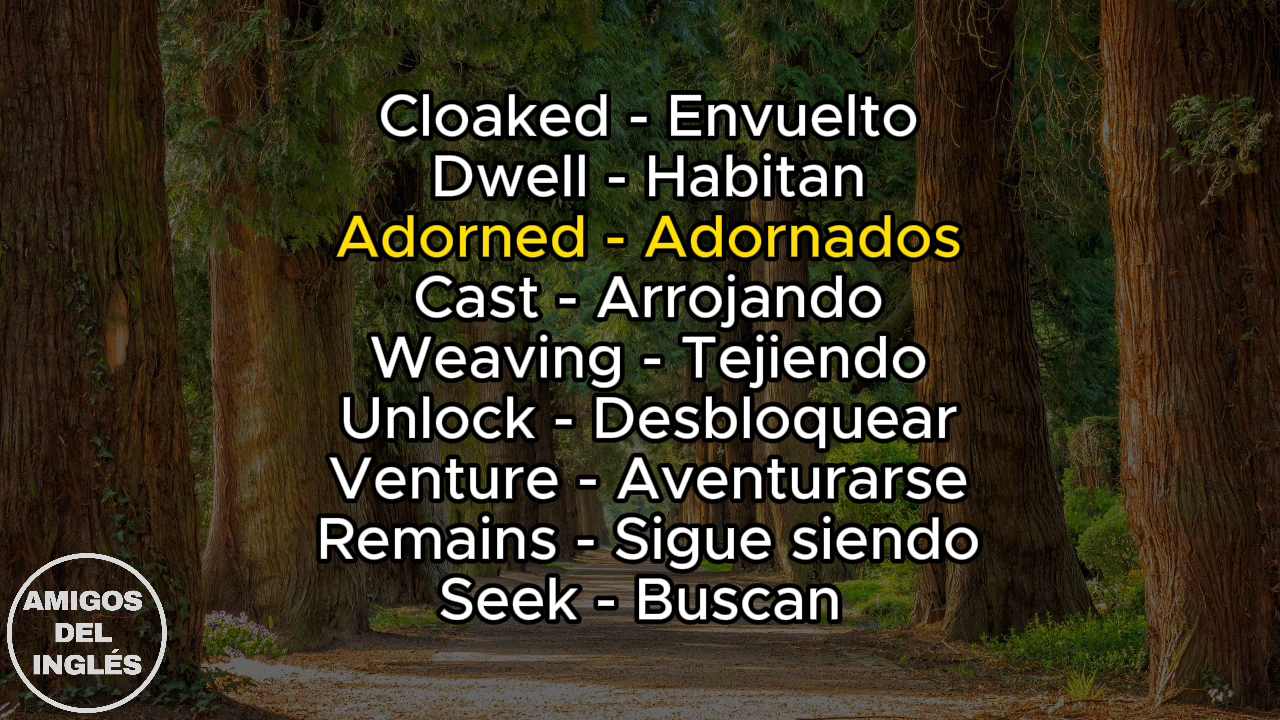 Cloaked - Envuelto
Dwell - Habitan
Adorned - Adornados
Cast - Arrojando
Weaving - Tejiendo
Unlock - Desbloquear
Venture - Aventurarse
Remains - Sigue siendo
Seek - Buscan
AMIGOS
DEL
INGLÉS